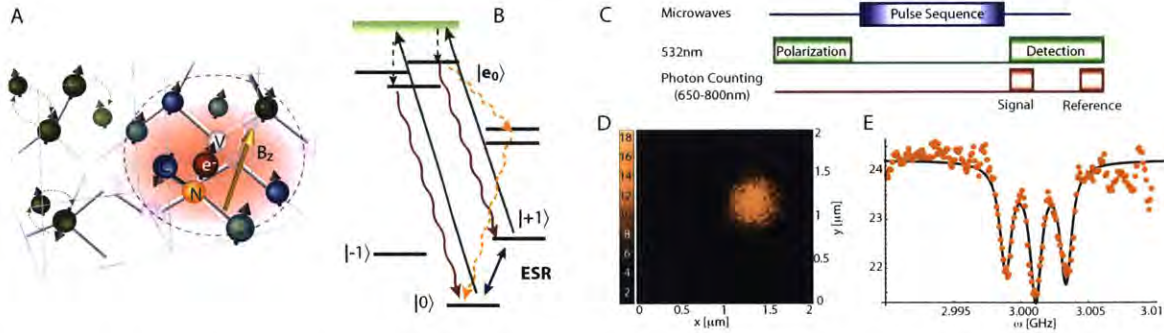 A
V
e-
Bz
C
N
B
|e₀⟩
|+1⟩
|-1⟩
ESR
|0⟩
C
Microwaves
Pulse Sequence
532nm
Polarization
Detection
Photon Counting
(650-800nm)
Signal
Reference
D
18
16
14
12
10
8
6
4
2
2
1.5
1
0.5
0
y [μm]
0
0.5
1
1.5
2
x [μm]
E
24
23
22
2.995
3.005
3.01
ω [GHz]